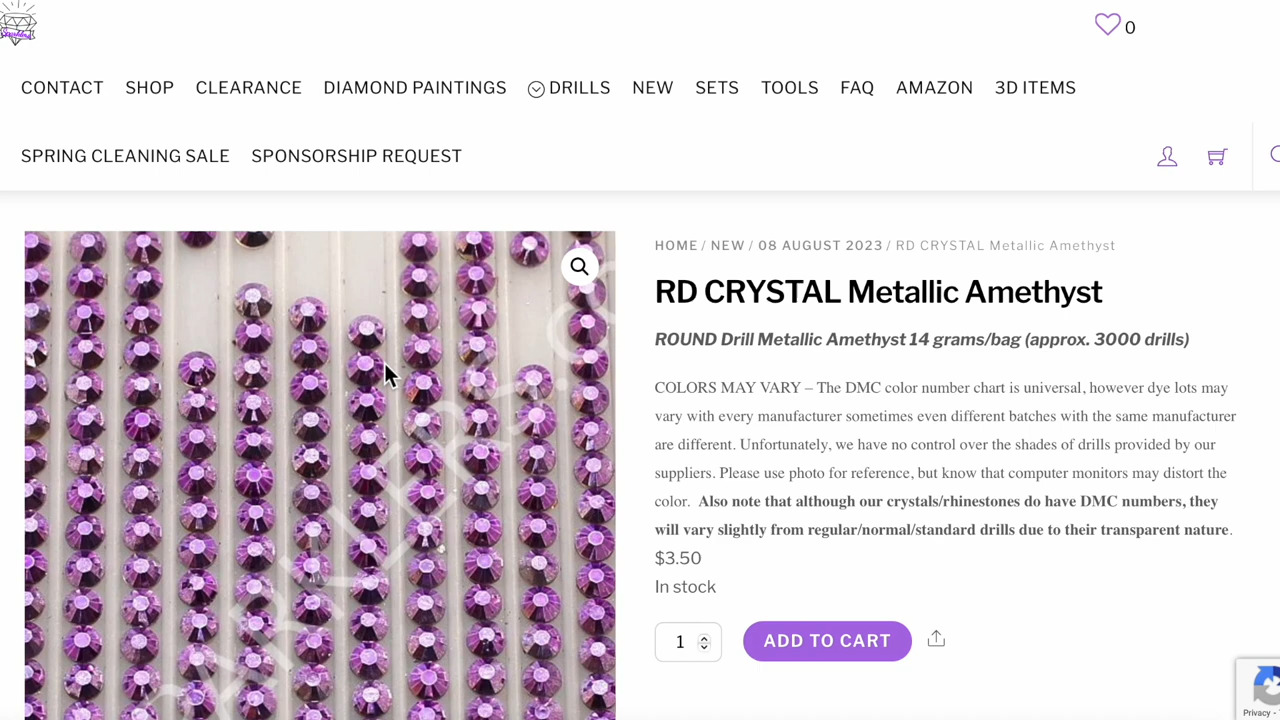 0
CONTACT SHOP CLEARANCE DIAMOND PAINTINGS DRILLS NEW SETS TOOLS FAQ AMAZON 3D ITEMS
SPRING CLEANING SALE SPONSORSHIP REQUEST
HOME / NEW / 08 AUGUST 2023 / RD CRYSTAL Metallic Amethyst
RD CRYSTAL Metallic Amethyst
ROUND Drill Metallic Amethyst 14 grams/bag (approx. 3000 drills)
COLORS MAY VARY – The DMC color number chart is universal, however dye lots may
vary with every manufacturer sometimes even different batches with the same manufacturer
are different. Unfortunately, we have no control over the shades of drills provided by our
suppliers. Please use photo for reference, but know that computer monitors may distort the
color. Also note that although our crystals/rhinestones do have DMC numbers, they
will vary slightly from regular/normal/standard drills due to their transparent nature.
$3.50
In stock
1 ADD TO CART
Privacy -